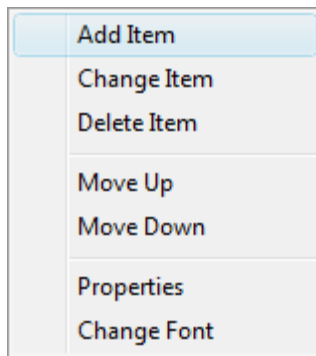 Add Item
Change Item
Delete Item
Move Up
Move Down
Properties
Change Font